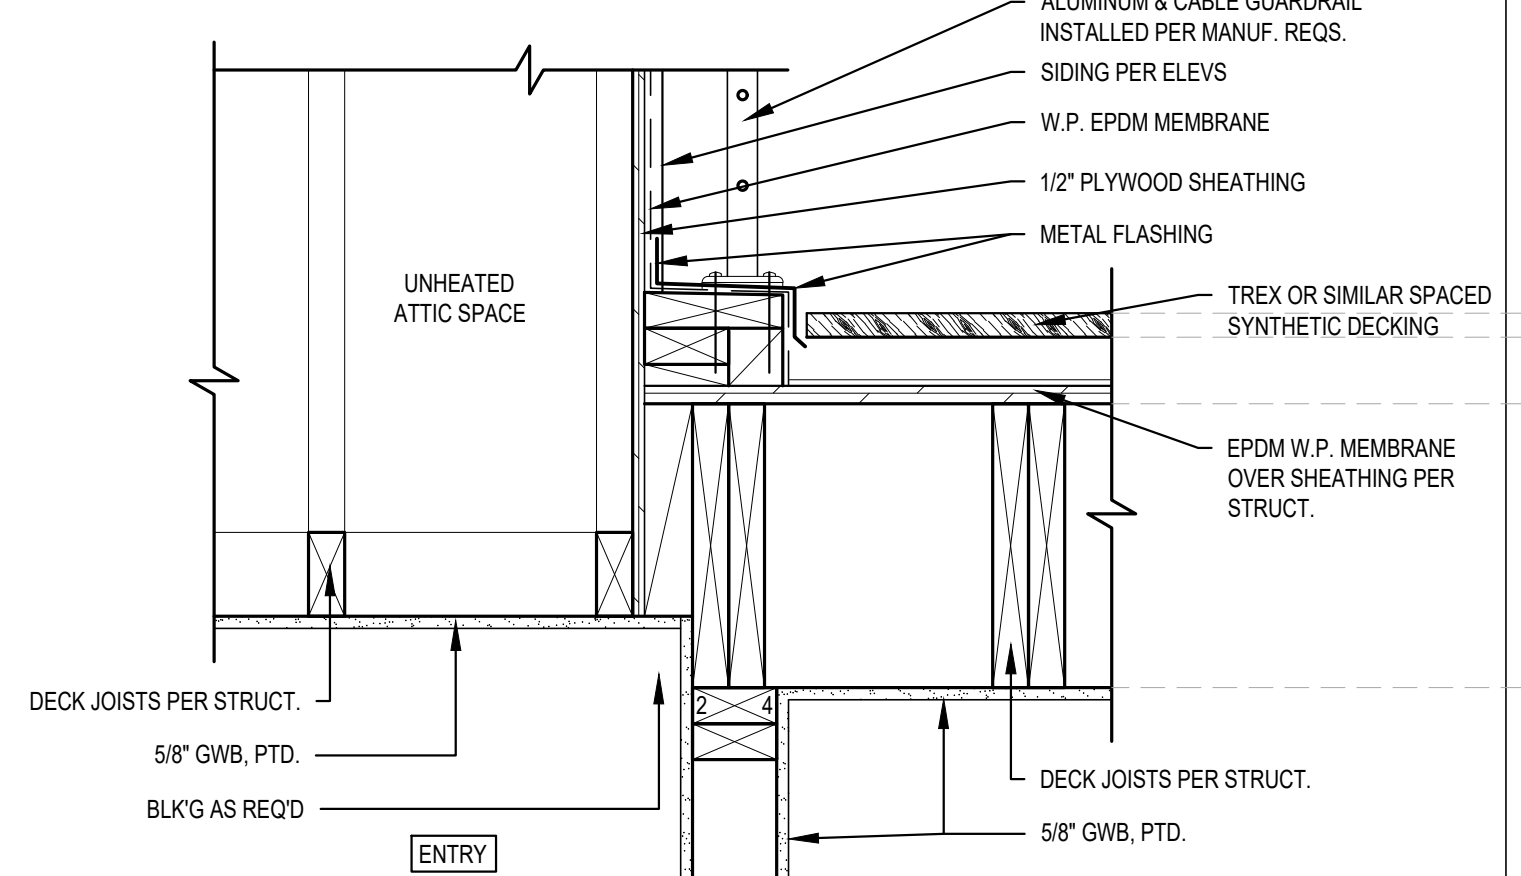 ALUMINUM & CABLE GUARDRAIL
INSTALLED PER MANUF. REQS.
SIDING PER ELEVS
W.P. EPDM MEMBRANE
1/2" PLYWOOD SHEATHING
METAL FLASHING
UNHEATED
ATTIC SPACE
TREX OR SIMILAR SPACED
SYNTHETIC DECKING
EPDM W.P. MEMBRANE
OVER SHEATHING PER
STRUCT.
DECK JOISTS PER STRUCT.
2 4
5/8" GWB, PTD.
BLK'G AS REQ'D
DECK JOISTS PER STRUCT.
5/8" GWB, PTD.
ENTRY